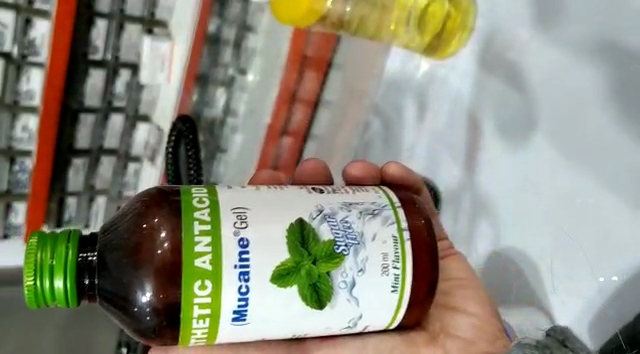 THETIC ANTACID
(Mucaine® Gel)
Sugar
Free
200 ml
Mint Flavour